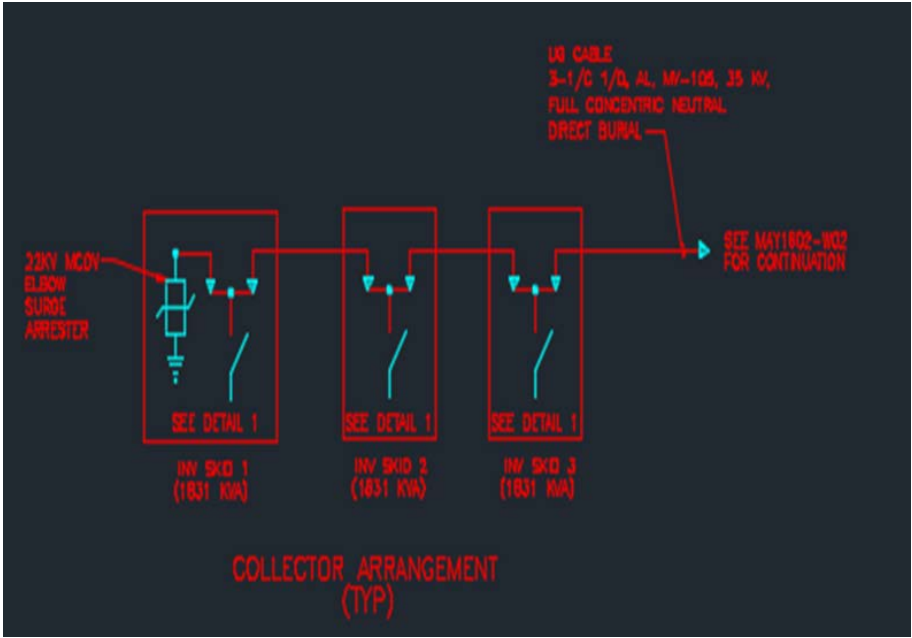 UG CABLE
3-1/C 1/0, AL, MV-105, 35 KV,
FULL CONCENTRIC NEUTRAL
DIRECT BURIAL
22KV MCOV
ELBOW
SURGE
ARRESTER
SEE MAY1602-W02
FOR CONTINUATION
SEE DETAIL 1
SEE DETAIL 1
SEE DETAIL 1
INV SKID 1
(1831 KVA)
INV SKID 2
(1831 KVA)
INV SKID 3
(1831 KVA)
COLLECTOR ARRANGEMENT
(TYP)